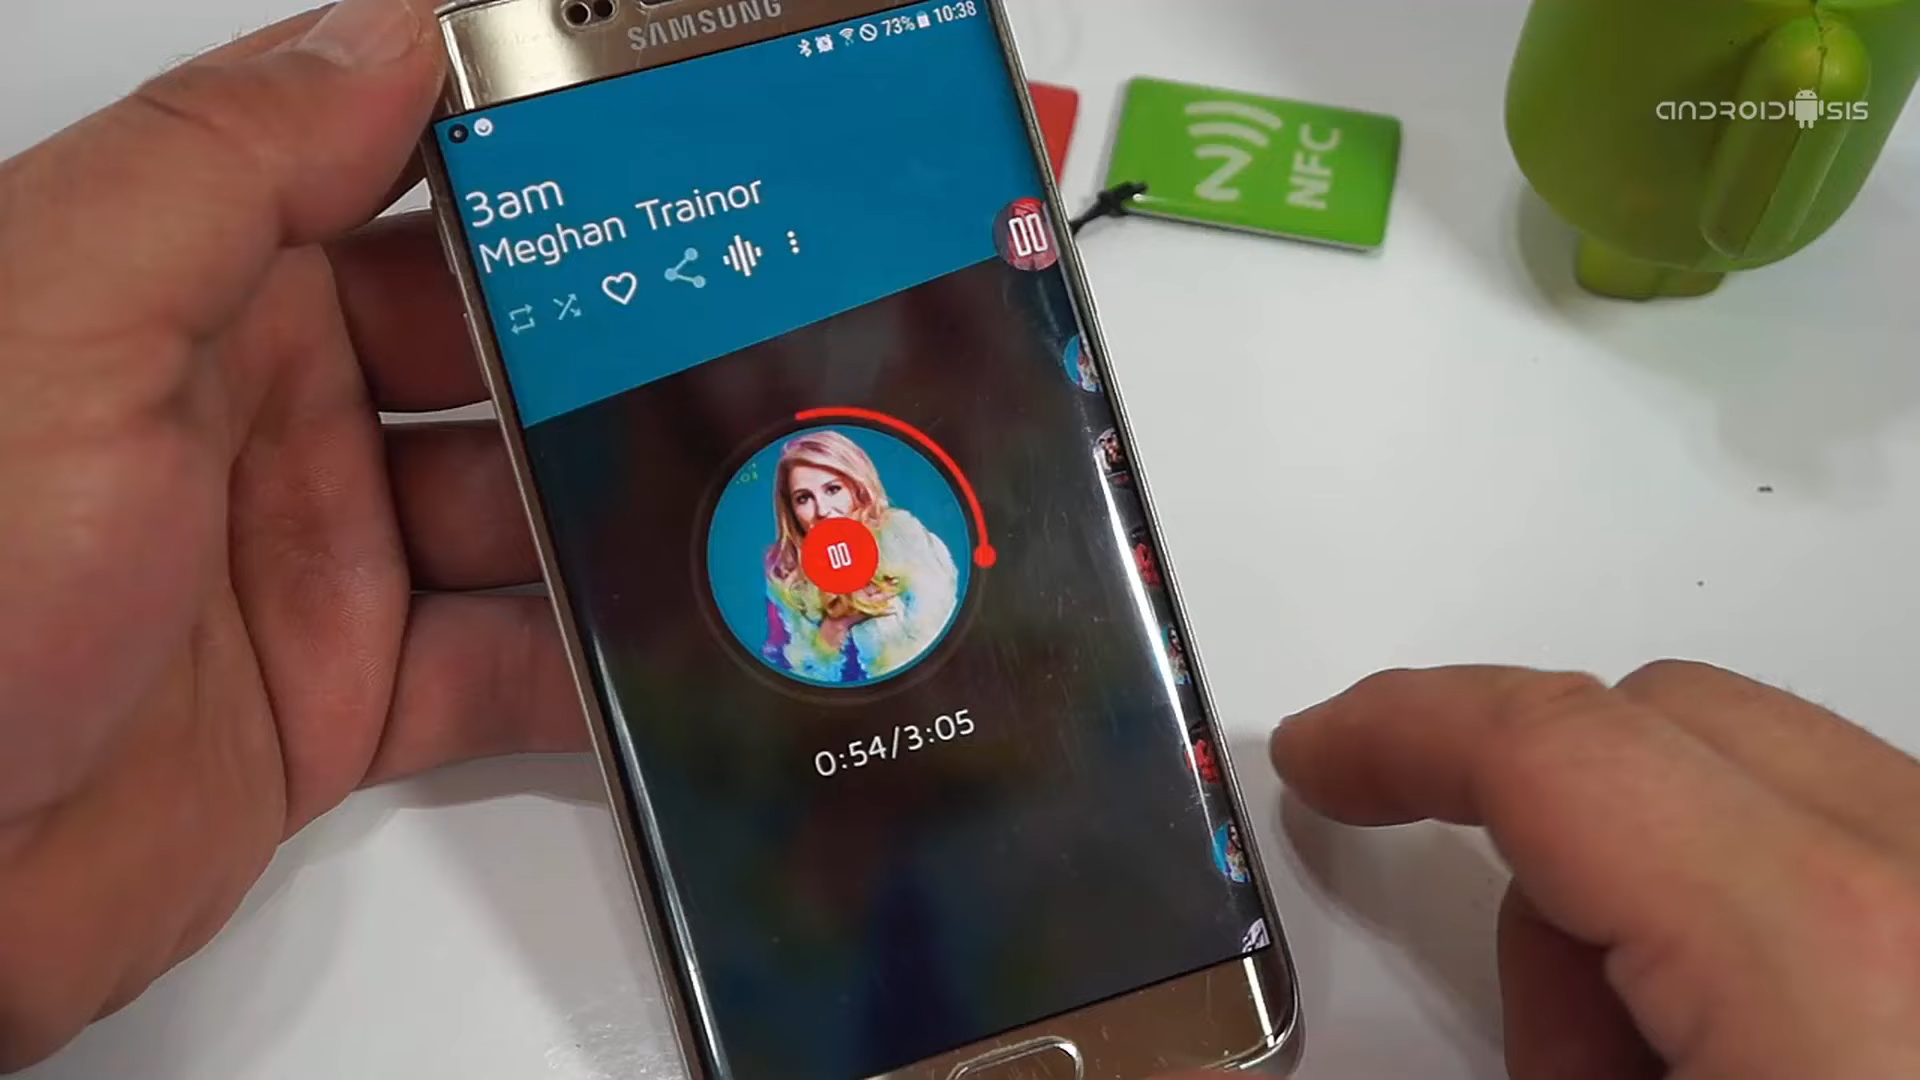 SAMSUNG
73% 10:38
ANDROIDSIS
3am
Meghan Trainor
NFC
0:54/3:05